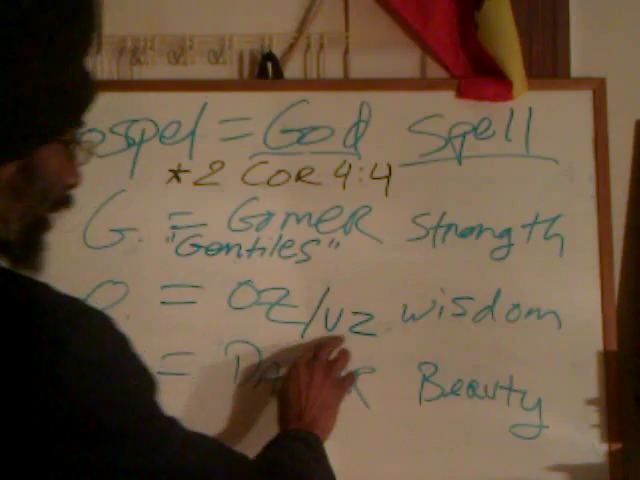 ospel = God Spell
*2 COR 4:4
G. = GOMER Strength
"Gentiles"
O. = OZ/UZ wisdom
= Beauty